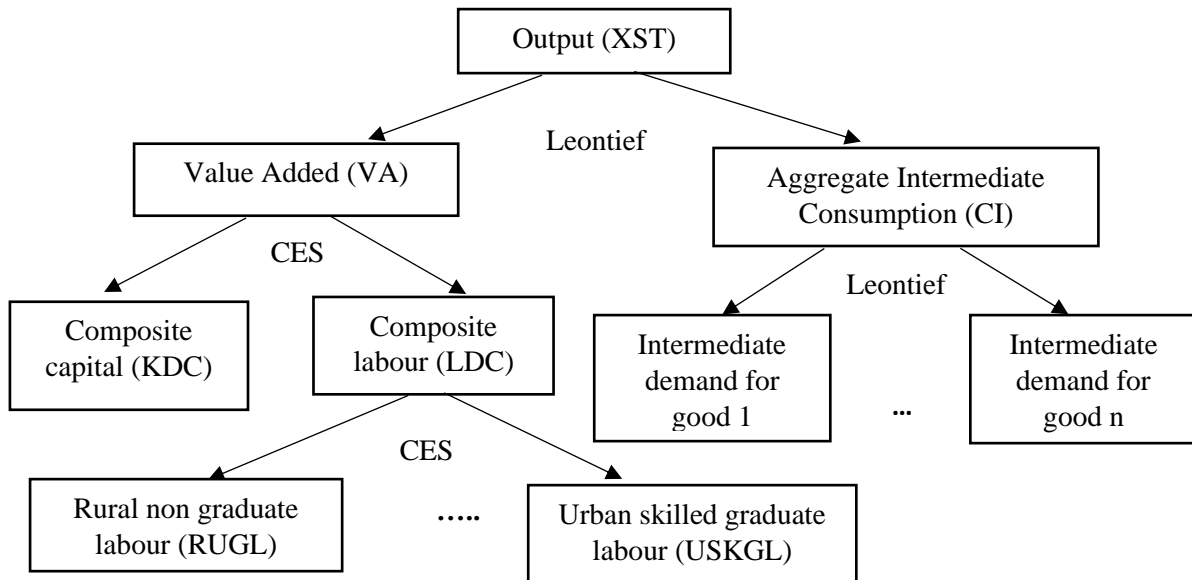 Output (XST)
Leontief
Value Added (VA)
Aggregate Intermediate
Consumption (CI)
CES
Leontief
Composite
capital (KDC)
Composite
labour (LDC)
Intermediate
demand for
good 1
...
Intermediate
demand for
good n
CES
Rural non graduate
labour (RUGL)
.....
Urban skilled graduate
labour (USKGL)